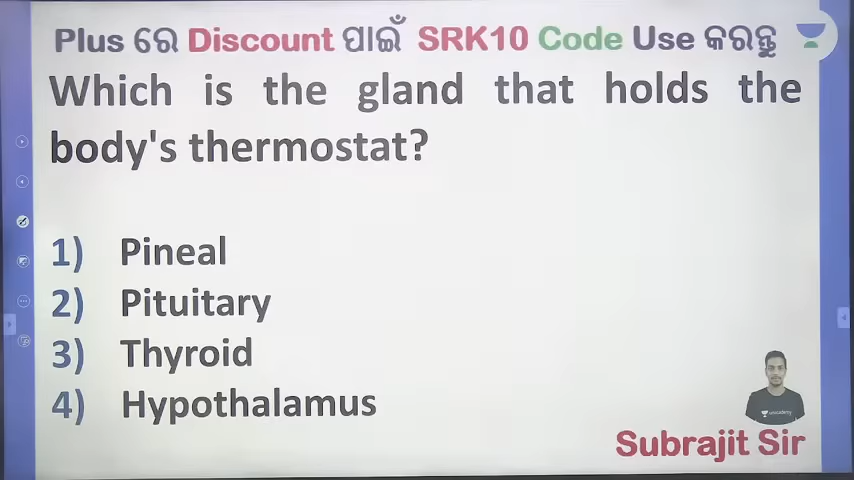 Plus ରେ Discount ପାଇଁ SRK10 Code Use କରନ୍ତୁ
Which is the gland that holds the
body's thermostat?
1) Pineal
2) Pituitary
3) Thyroid
4) Hypothalamus
unacademy
Subrajit Sir